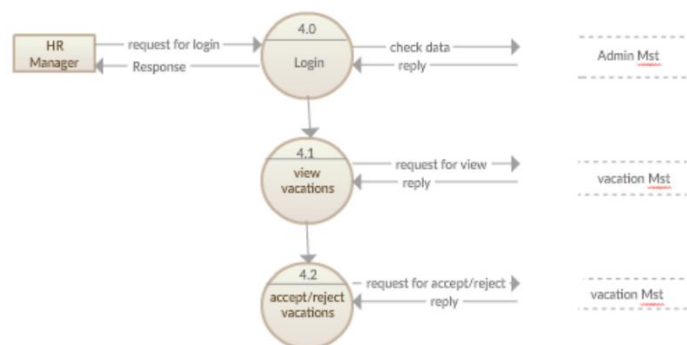 4.0
HR
Manager
request for login
Response
Login
check data
reply
Admin Mst
4.1
view
vacations
request for view
reply
vacation Mst
4.2
accept/reject
vacations
request for accept/reject
reply
vacation Mst